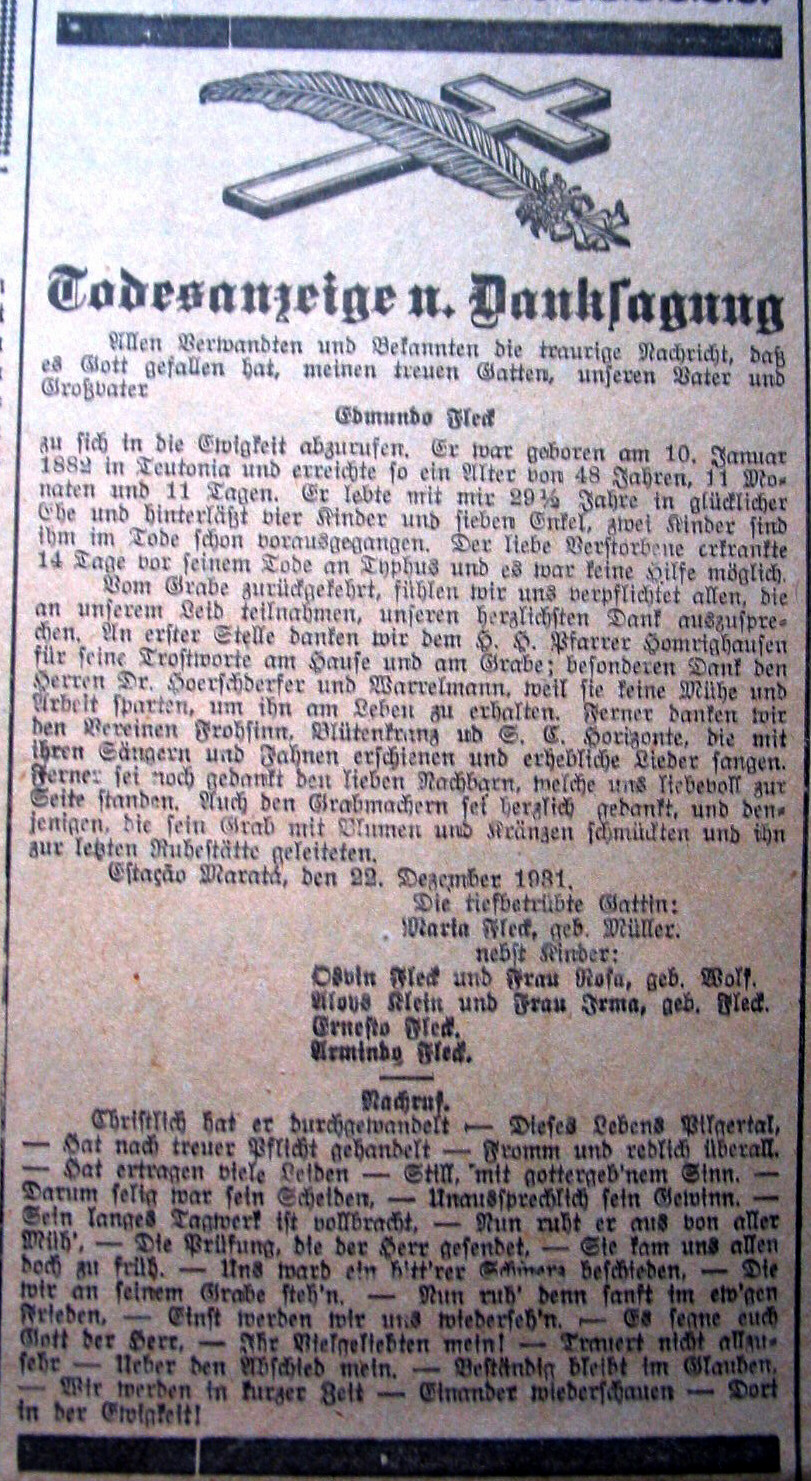 Todesanzeige u. Danksagung
Allen Verwandten und Bekannten die traurige Nachricht, daß
es Gott gefallen hat, meinen treuen Gatten, unseren Vater und
Großvater
Edmundo Fleck
zu sich in die Ewigkeit abzurufen. Er war geboren am 10. Januar
1882 in Teutonia und erreichte so ein Alter von 48 Jahren, 11 Mo-
naten und 11 Tagen. Er lebte mit mir 29½ Jahre in glücklicher
Ehe und hinterläßt vier Kinder und sieben Enkel, zwei Kinder sind
ihm im Tode schon vorausgegangen. Der liebe Verstorbene erkrankte
14 Tage vor seinem Tode an Typhus und es war keine Hilfe möglich.
Vom Grabe zurückgekehrt, fühlen wir uns verpflichtet allen, die
an unserem Leid teilnahmen, unseren herzlichsten Dank auszuspre-
chen. An erster Stelle danken wir dem H. H. Pfarrer Homrighausen
für seine Trostworte am Hause und am Grabe; besonderen Dank den
Herren Dr. Hoerschderfer und Warrelmann, weil sie keine Mühe und
Arbeit sparten, um ihn am Leben zu erhalten. Ferner danken wir
den Vereinen Frohsinn, Blütenkranz ud S. C. Horizonte, die mit
ihren Sängern und Fahnen erschienen und erhebliche Lieder sangen.
Ferner sei noch gedankt den lieben Nachbarn, welche uns liebevoll zur
Seite standen. Auch den Grabmachern sei herzlich gedankt, und den-
jenigen, die sein Grab mit Blumen und Kränzen schmückten und ihn
zur letzten Ruhestätte geleiteten.
Estação Maratá, den 22. Dezember 1931.
Die tiefbetrübte Gattin:
Maria Fleck, geb. Müller.
nebst Kinder:
Osvin Fleck und Frau Rosa, geb. Wolf.
Aloys Klein und Frau Irma, geb. Fleck.
Ernesto Fleck.
Armindo Fleck.
Nachruf.
Christlich hat er durchgewandelt — Dieses Lebens Pilgertal,
— Hat nach treuer Pflicht gehandelt — Fromm und redlich überall.
— Hat ertragen viele Leiden — Still, mit gottergeb'nem Sinn. —
Darum selig war sein Scheiden, — Unaussprechlich sein Gewinn. —
Sein langes Tagwerk ist vollbracht, — Nun ruht er aus von aller
Müh', — Die Prüfung, die der Herr gesendet, — Sie kam uns allen
doch zu früh. — Uns ward ein bitt'rer Schmerz beschieden, — Die
wir an seinem Grabe steh'n. — Nun ruh' denn sanft im ew'gen
Frieden, — Einst werden wir uns wiederseh'n. — Es segne euch
Gott der Herr, — Ihr Vielgeliebten mein! — Trauert nicht allzu-
sehr — Ueber den Abschied mein. — Beständig bleibt im Glauben,
— Wir werden in kurzer Zeit — Einander wiederschauen — Dort
in der Ewigkeit!